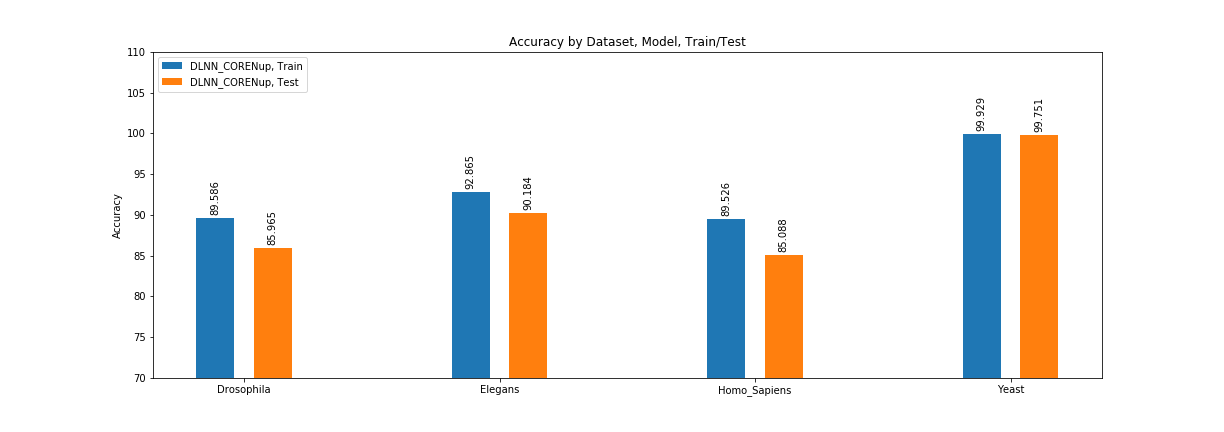 Accuracy by Dataset, Model, Train/Test
110
105
100
95
90
85
80
75
70
Accuracy
DLNN_CORENup, Train
DLNN_CORENup, Test
89.586
85.965
92.865
90.184
89.526
85.088
99.929
99.751
Drosophila
Elegans
Homo_Sapiens
Yeast